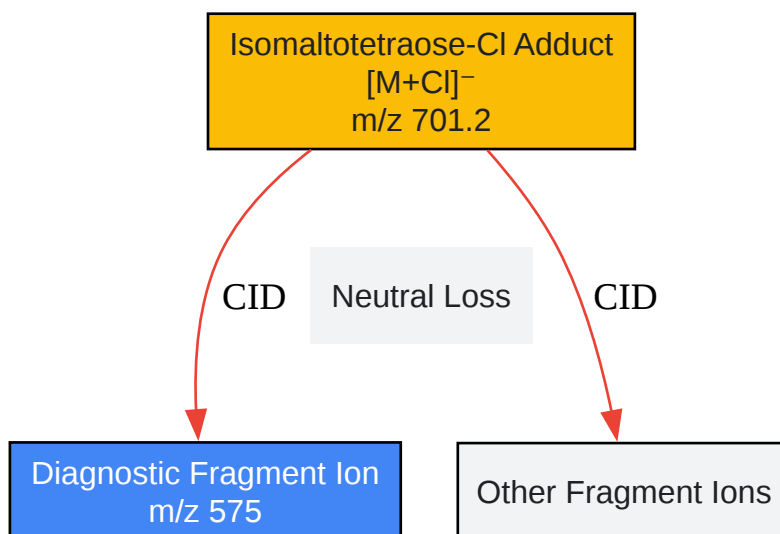 Isomaltotetraose-Cl Adduct
[M+Cl]⁻
m/z 701.2
CID
Neutral Loss
CID
Diagnostic Fragment Ion
m/z 575
Other Fragment Ions